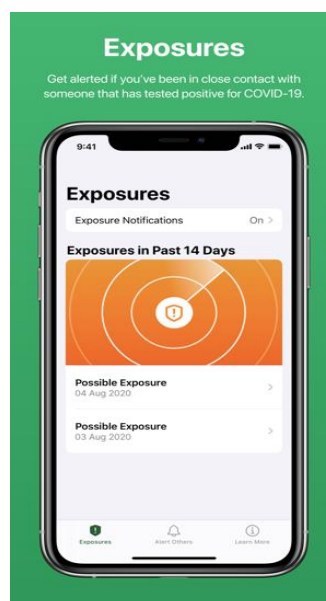 Exposures
Get alerted if you've been in close contact with
someone that has tested positive for COVID-19.
9:41
Exposures
Exposure Notifications On >
Exposures in Past 14 Days
Possible Exposure
04 Aug 2020
Possible Exposure
03 Aug 2020
Exposures Alert Others Learn More